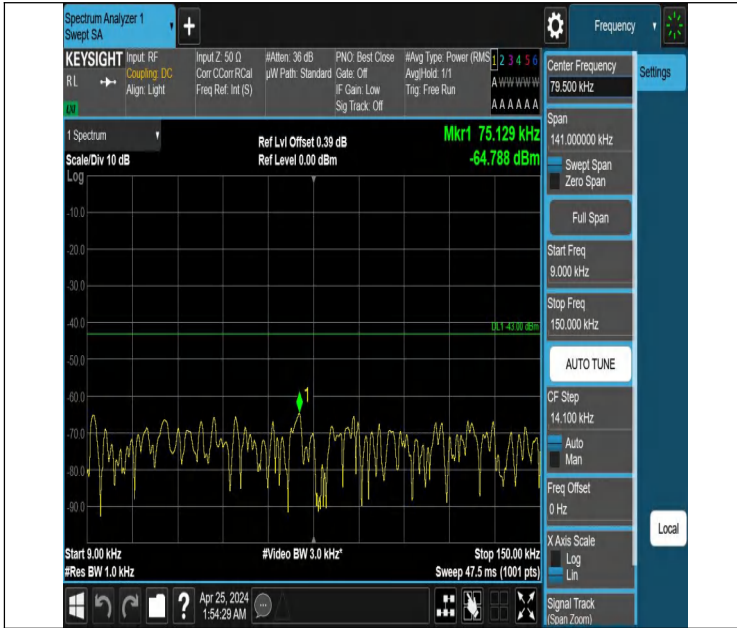 Spectrum Analyzer 1
Swept SA
+
Frequency
KEYSIGHT
RL
Input: RF
Coupling: DC
Align: Light
Input Z: 50 Ω
Corr CCorr RCal
Freq Ref: Int (S)
#Atten: 36 dB
µW Path: Standard
PNO: Best Close
Gate: Off
IF Gain: Low
Sig Track: Off
#Avg Type: Power (RMS
Avg|Hold: 1/1
Trig: Free Run
1 2 3 4 5 6
A W W W W W
A A A A A A
1 Spectrum
Scale/Div 10 dB
Ref Lvl Offset 0.39 dB
Ref Level 0.00 dBm
Mkr1 75.129 kHz
-64.788 dBm
Log
-10.0
-20.0
-30.0
-40.0
-50.0
-60.0
-70.0
-80.0
-90.0
DL1 -43.00 dBm
1
Start 9.00 kHz
#Res BW 1.0 kHz
#Video BW 3.0 kHz*
Stop 150.00 kHz
Sweep 47.5 ms (1001 pts)
Center Frequency
79.500 kHz
Settings
Span
141.000000 kHz
Swept Span
Zero Span
Full Span
Start Freq
9.000 kHz
Stop Freq
150.000 kHz
AUTO TUNE
CF Step
14.100 kHz
Auto
Man
Freq Offset
0 Hz
X Axis Scale
Log
Lin
Local
Signal Track
(Span Zoom)
?
Apr 25, 2024
1:54:29 AM